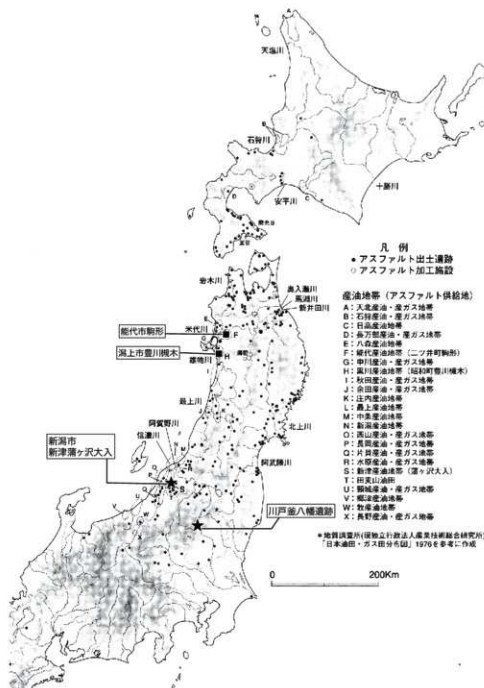 A
天塩川
B
石狩川
十勝川
D
安平川
C
凡　例
● アスファルト出土遺跡
○ アスファルト加工施設
岩木川
奥入瀬川
馬淵川
新井田川
E
米代川
能代市駒形
F
潟上市豊川槻木
H
雄物川
I
最上川
北上川
阿賀野川
信濃川
新潟市
新津蒲ヶ沢大入
阿武隈川
川戸釜八幡遺跡
産油地帯（アスファルト供給地）
A：天北産油・産ガス地帯
B：石狩産油・産ガス地帯
C：日高産油地帯
D：長万部産油・産ガス地帯
E：八森産油地帯
F：能代産油地帯（二ツ井町駒形）
G：申川産油・産ガス地帯
H：黒川産油地帯（昭和町豊川槻木）
I：秋田産油・産ガス地帯
J：余目産油・産ガス地帯
K：庄内産油地帯
L：最上産油地帯
M：中条産油・産ガス地帯
N：新潟産油地帯
O：西山産油・産ガス地帯
P：長岡産油・産ガス地帯
Q：片貝産油・産ガス地帯
R：水原産油・産ガス地帯
S：新津産油地帯（蒲ヶ沢大入）
T：田麦山油田
U：頸城産油・産ガス地帯
V：郷津産油地帯
W：牧産油地帯
X：長野産油・産ガス地帯
＊地質調査所（現独立行政法人産業技術総合研究所）
「日本油田・ガス田分布図」1976を参考に作成
0
200Km